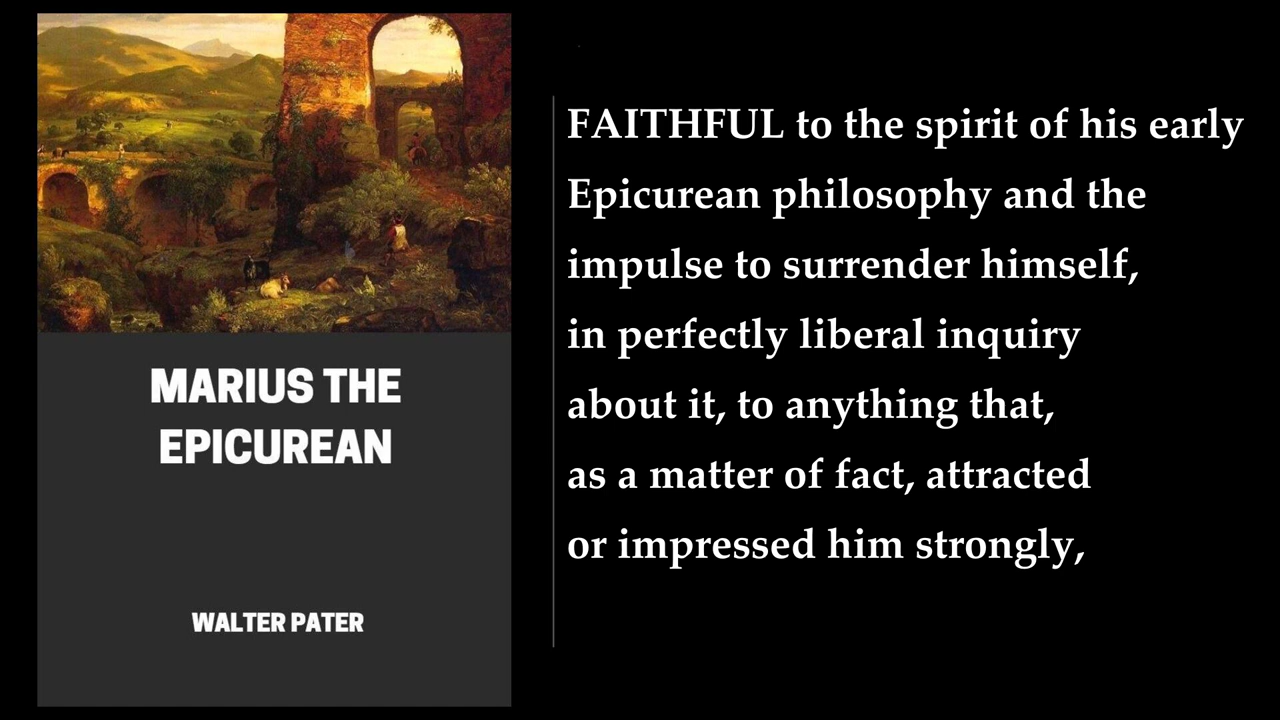 MARIUS THE
EPICUREAN
WALTER PATER
FAITHFUL to the spirit of his early
Epicurean philosophy and the
impulse to surrender himself,
in perfectly liberal inquiry
about it, to anything that,
as a matter of fact, attracted
or impressed him strongly,